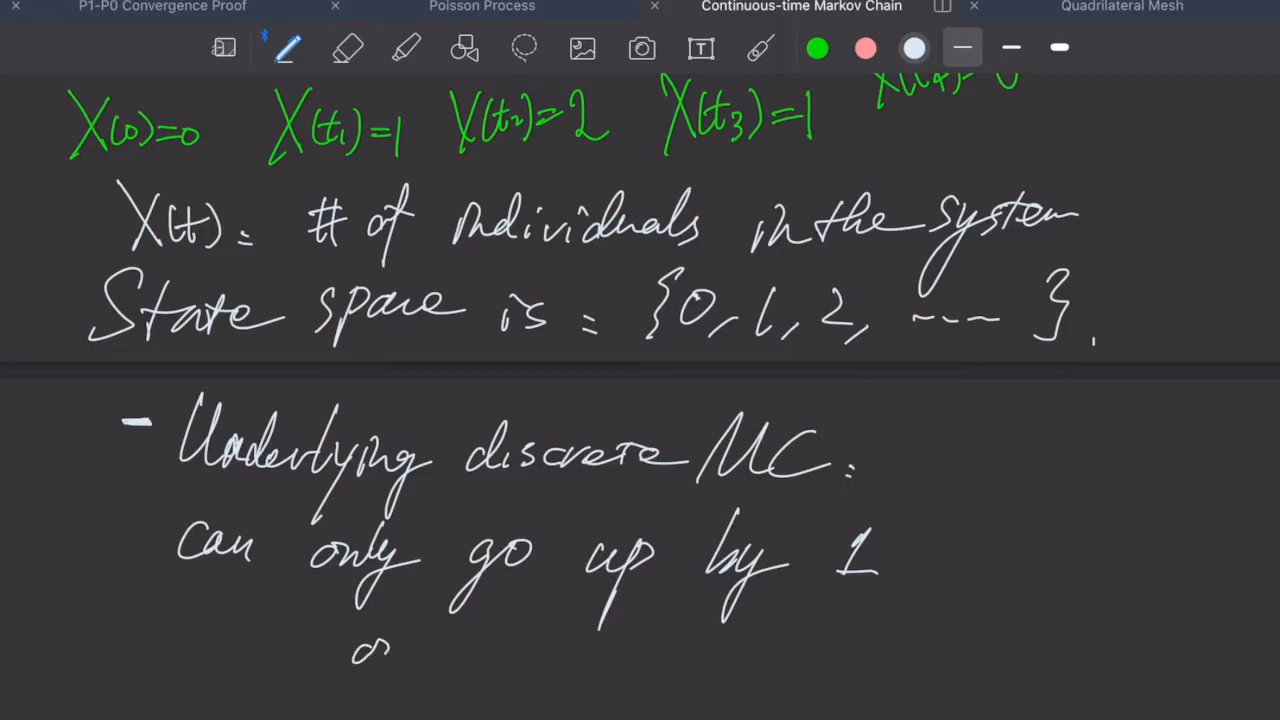 P1-P0 Convergence Proof Poisson Process Continuous-time Markov Chain Quadrilateral Mesh
X(0)=0 X(t₁)=1 X(t₂)=2 X(t₃)=1
X(t): # of individuals in the system
State space is: {0, 1, 2, ---- }.
- Underlying discrete MC:
can only go up by 1
or